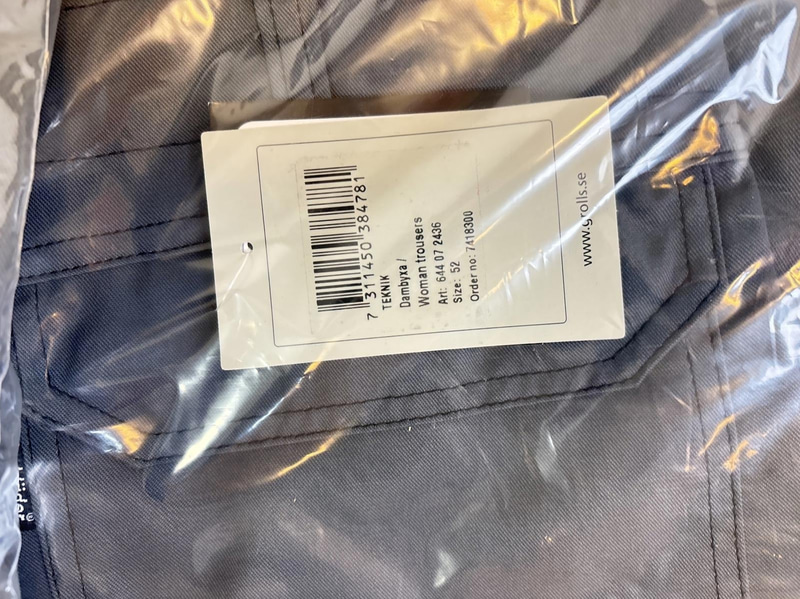 7 311450 384781
TEKNIK
Dambyxa /
Woman trousers
Art: 644 07 2436
Size: 52
Order no: 7418300
www.grolls.se